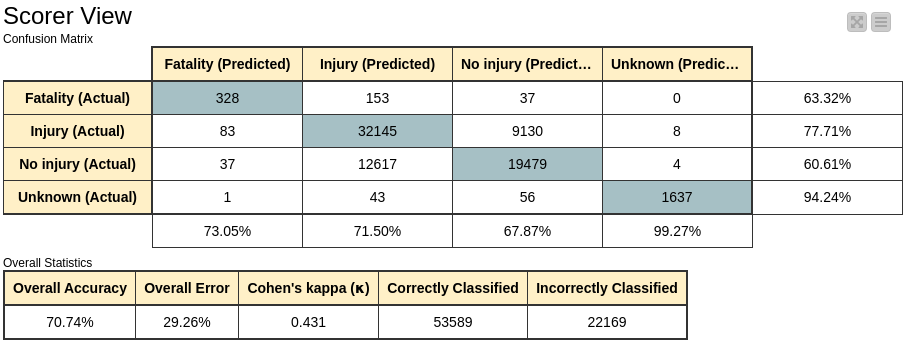 Scorer View
Confusion Matrix
Fatality (Predicted) Injury (Predicted) No injury (Predict... Unknown (Predic...
Fatality (Actual) 328 153 37 0 63.32%
Injury (Actual) 83 32145 9130 8 77.71%
No injury (Actual) 37 12617 19479 4 60.61%
Unknown (Actual) 1 43 56 1637 94.24%
73.05% 71.50% 67.87% 99.27%
Overall Statistics
Overall Accuracy Overall Error Cohen's kappa (κ) Correctly Classified Incorrectly Classified
70.74% 29.26% 0.431 53589 22169